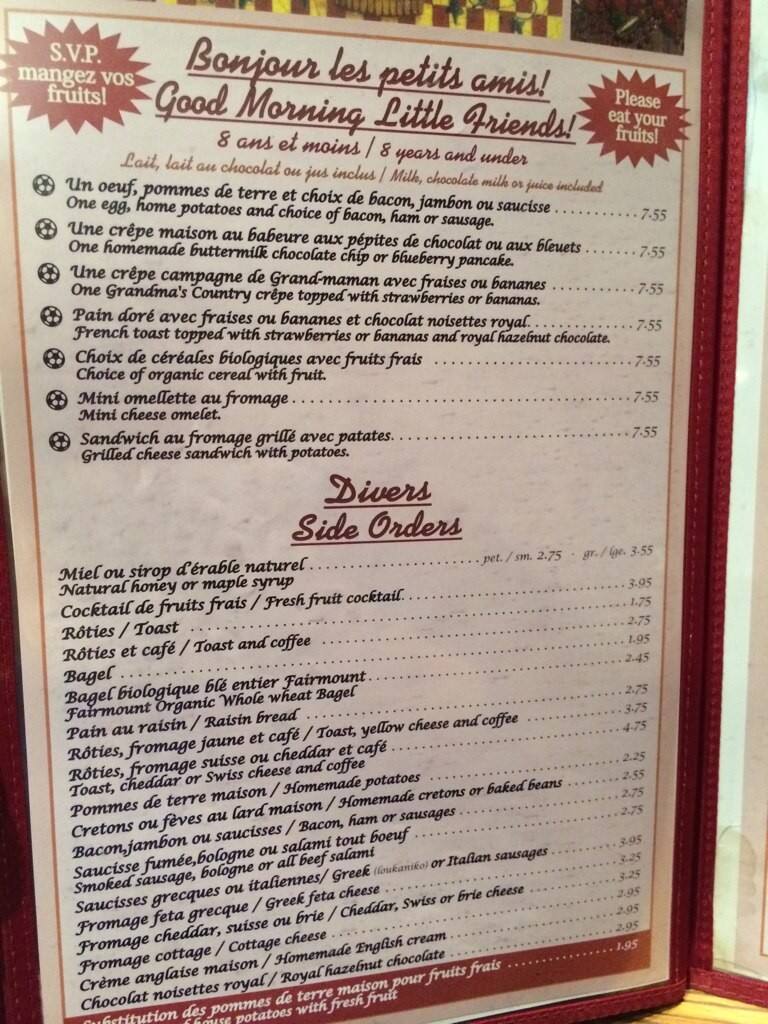 S.V.P.
mangez vos
fruits!
Bonjour les petits amis!
Good Morning Little Friends!
Please
eat your
fruits!
8 ans et moins / 8 years and under
Lait, lait au chocolat ou jus inclus / Milk, chocolate milk or juice included
Un oeuf, pommes de terre et choix de bacon, jambon ou saucisse ........... 7.55
One egg, home potatoes and choice of bacon, ham or sausage.
Une crêpe maison au babeure aux pépites de chocolat ou aux bleuets ....... 7.55
One homemade buttermilk chocolate chip or blueberry pancake.
Une crêpe campagne de Grand-maman avec fraises ou bananes ........... 7.55
One Grandma's Country crêpe topped with strawberries or bananas.
Pain doré avec fraises ou bananes et chocolat noisettes royal............. 7.55
French toast topped with strawberries or bananas and royal hazelnut chocolate.
Choix de céréales biologiques avec fruits frais ....................... 7.55
Choice of organic cereal with fruit.
Mini omellette au fromage ........................................ 7.55
Mini cheese omelet.
Sandwich au fromage grillé avec patates............................. 7.55
Grilled cheese sandwich with potatoes.
Divers
Side Orders
Miel ou sirop d'érable naturel ..................... pet. / sm. 2.75 · gr. / lge. 3.55
Natural honey or maple syrup
Cocktail de fruits frais / Fresh fruit cocktail............................ 3.95
Rôties / Toast ........................................ 1.75
Rôties et café / Toast and coffee ........................................ 2.75
Bagel ........................................ 1.95
Bagel biologique blé entier Fairmount ................................ 2.45
Fairmount Organic Whole wheat Bagel
Pain au raisin / Raisin bread ........................................ 2.75
Rôties, fromage jaune et café / Toast, yellow cheese and coffee ............... 3.75
Rôties, fromage suisse ou cheddar et café ................................ 4.75
Toast, cheddar or Swiss cheese and coffee
Pommes de terre maison / Homemade potatoes ......................... 2.25
Cretons ou fèves au lard maison / Homemade cretons or baked beans ........... 2.55
Bacon,jambon ou saucisses / Bacon, ham or sausages ....................... 2.75
Saucisse fumée,bologne ou salami tout boeuf ............................. 2.75
Smoked sausage, bologne or all beef salami
Saucisses grecques ou italiennes/ Greek (loukaniko) or Italian sausages ........... 3.95
Fromage feta grecque / Greek feta cheese ............................. 3.25
Fromage cheddar, suisse ou brie / Cheddar, Swiss or brie cheese ............... 3.25
Fromage cottage / Cottage cheese ........................................ 2.95
Crème anglaise maison / Homemade English cream ......................... 2.95
Chocolat noisettes royal / Royal hazelnut chocolate ......................... 2.95
Substitution des pommes de terre maison pour fruits frais .................. 1.95
house potatoes with fresh fruit